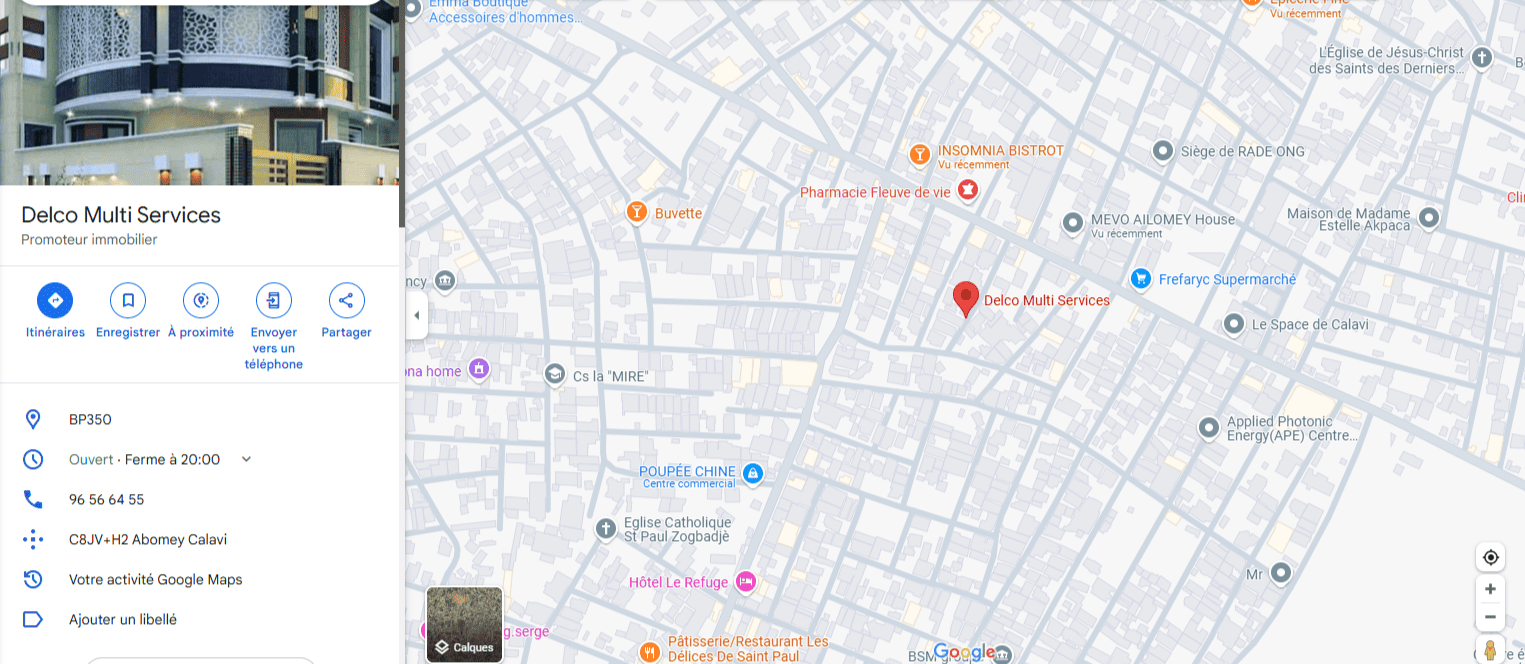 Delco Multi Services
Promoteur immobilier
Itinéraires
Enregistrer
À proximité
Envoyer
vers un
téléphone
Partager
BP350
Ouvert · Ferme à 20:00
96 56 64 55
C8JV+H2 Abomey Calavi
Votre activité Google Maps
Ajouter un libellé
Emma Boutique
Accessoires d'hommes...
Epicerie Fine
Vu récemment
L'Église de Jésus-Christ
des Saints des Derniers...
INSOMNIA BISTROT
Vu récemment
Siège de RADE ONG
Pharmacie Fleuve de vie
Buvette
MEVO AILOMEY House
Vu récemment
Maison de Madame
Estelle Akpaca
Cli
ncy
Frefaryc Supermarché
Delco Multi Services
Le Space de Calavi
na home
Cs la "MIRE"
Applied Photonic
Energy(APE) Centre...
POUPÉE CHINE
Centre commercial
Eglise Catholique
St Paul Zogbadjè
Hôtel Le Refuge
Mr
g.serge
Pâtisserie/Restaurant Les
Délices De Saint Paul
BSM
Google
Calques